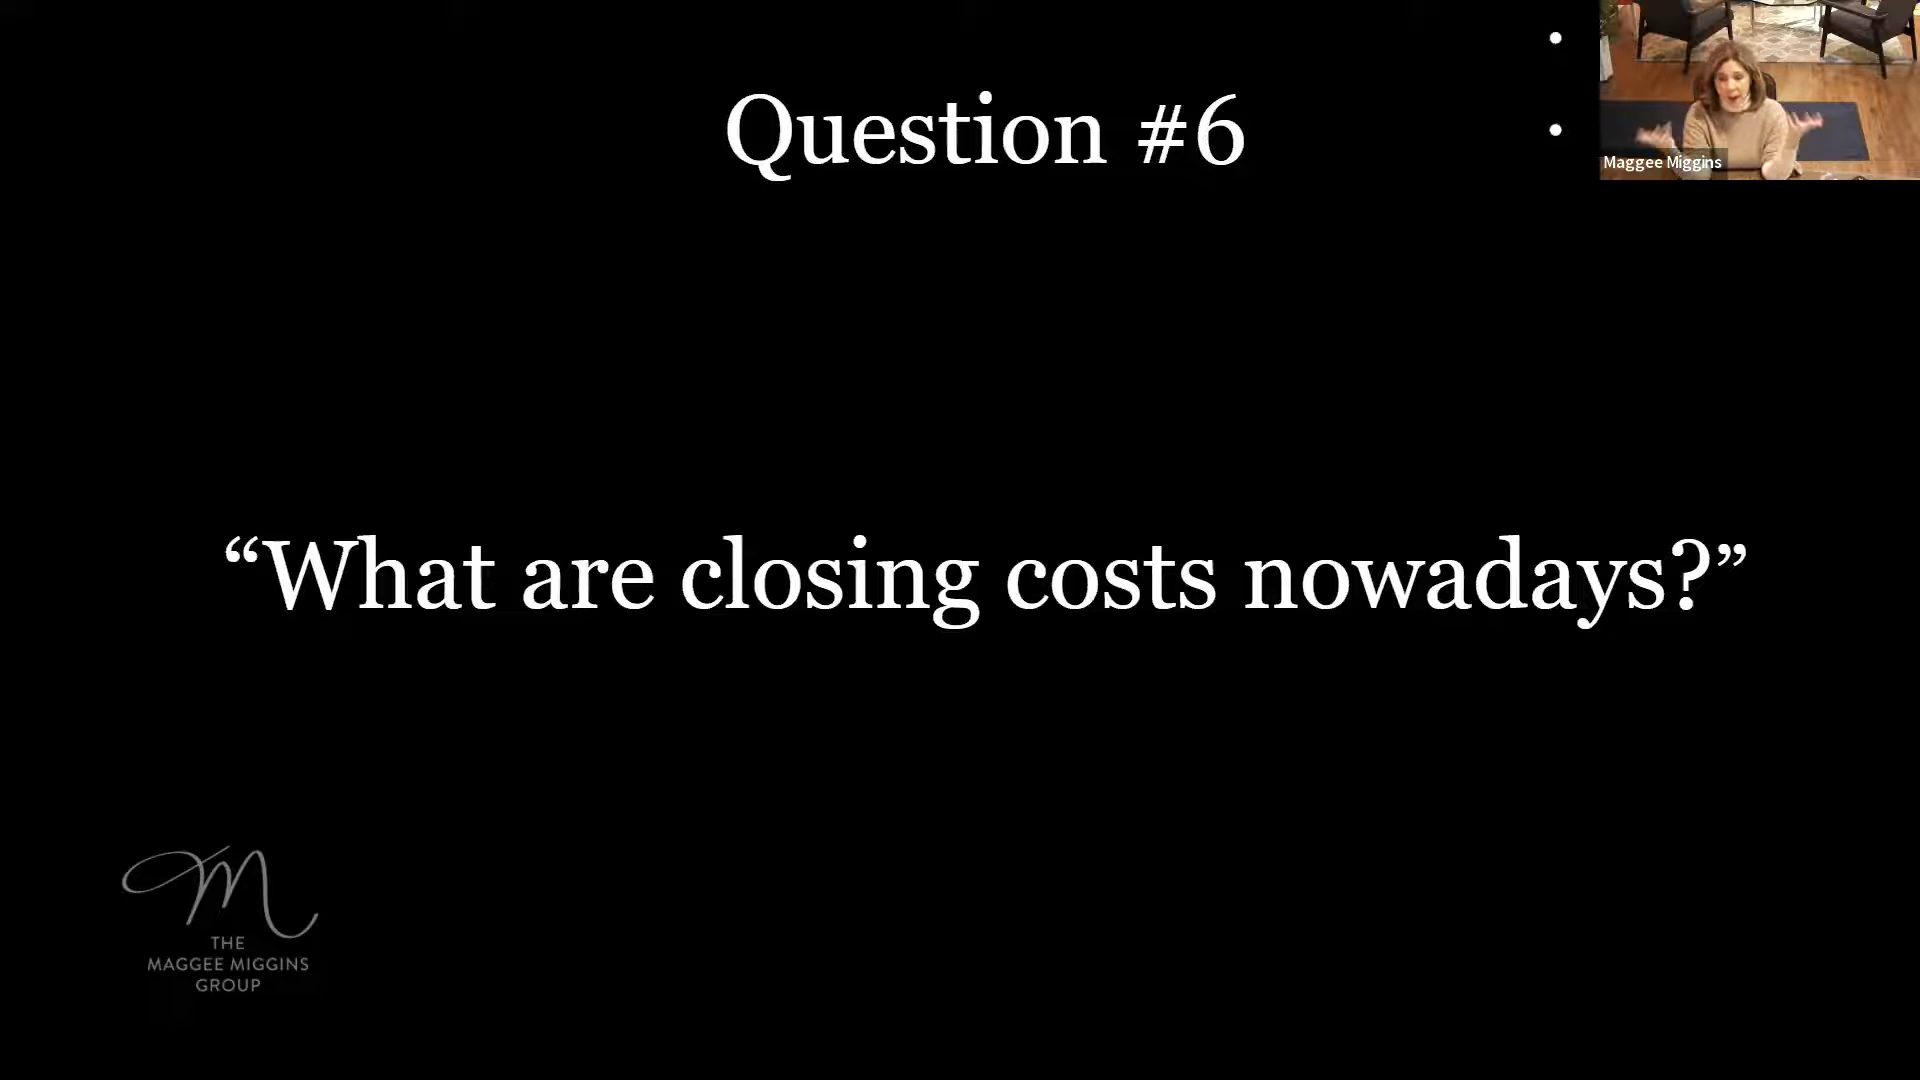 Question #6
Maggee Miggins
“What are closing costs nowadays?”
THE
MAGGEE MIGGINS
GROUP